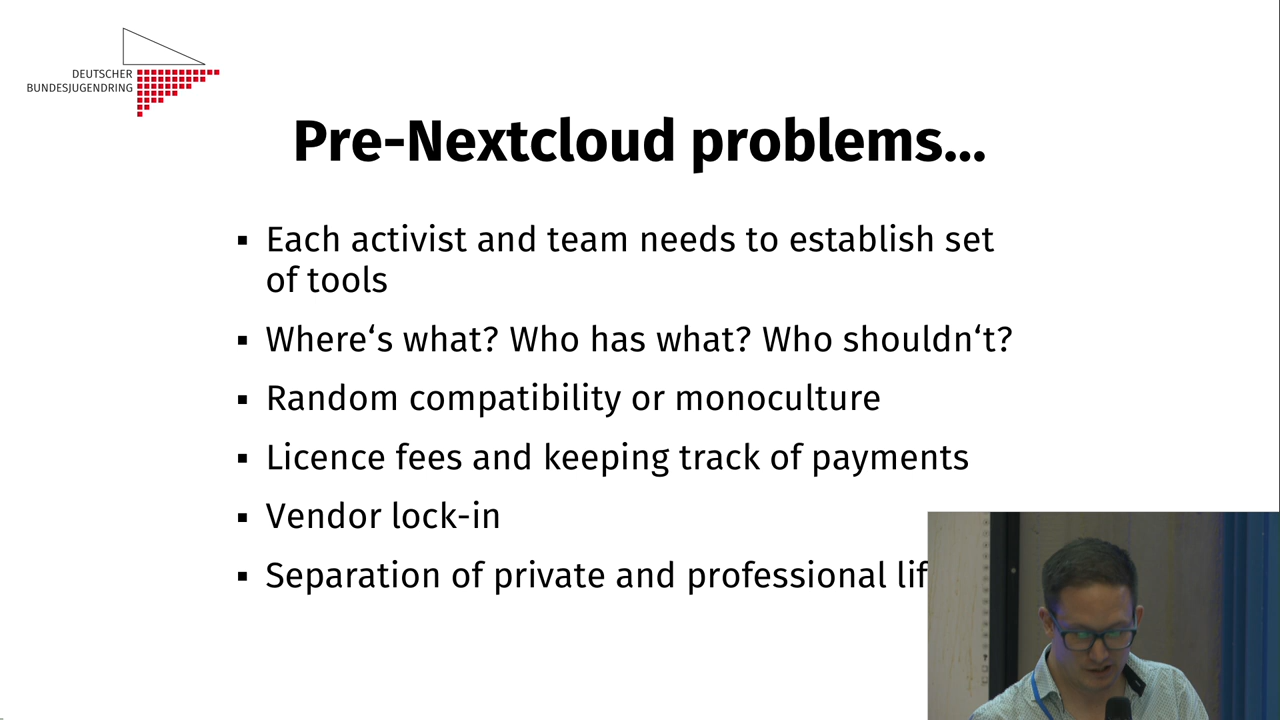 DEUTSCHER
BUNDESJUGENDRING
Pre-Nextcloud problems...
▪ Each activist and team needs to establish set
of tools
▪ Where‘s what? Who has what? Who shouldn‘t?
▪ Random compatibility or monoculture
▪ Licence fees and keeping track of payments
▪ Vendor lock-in
▪ Separation of private and professional lif